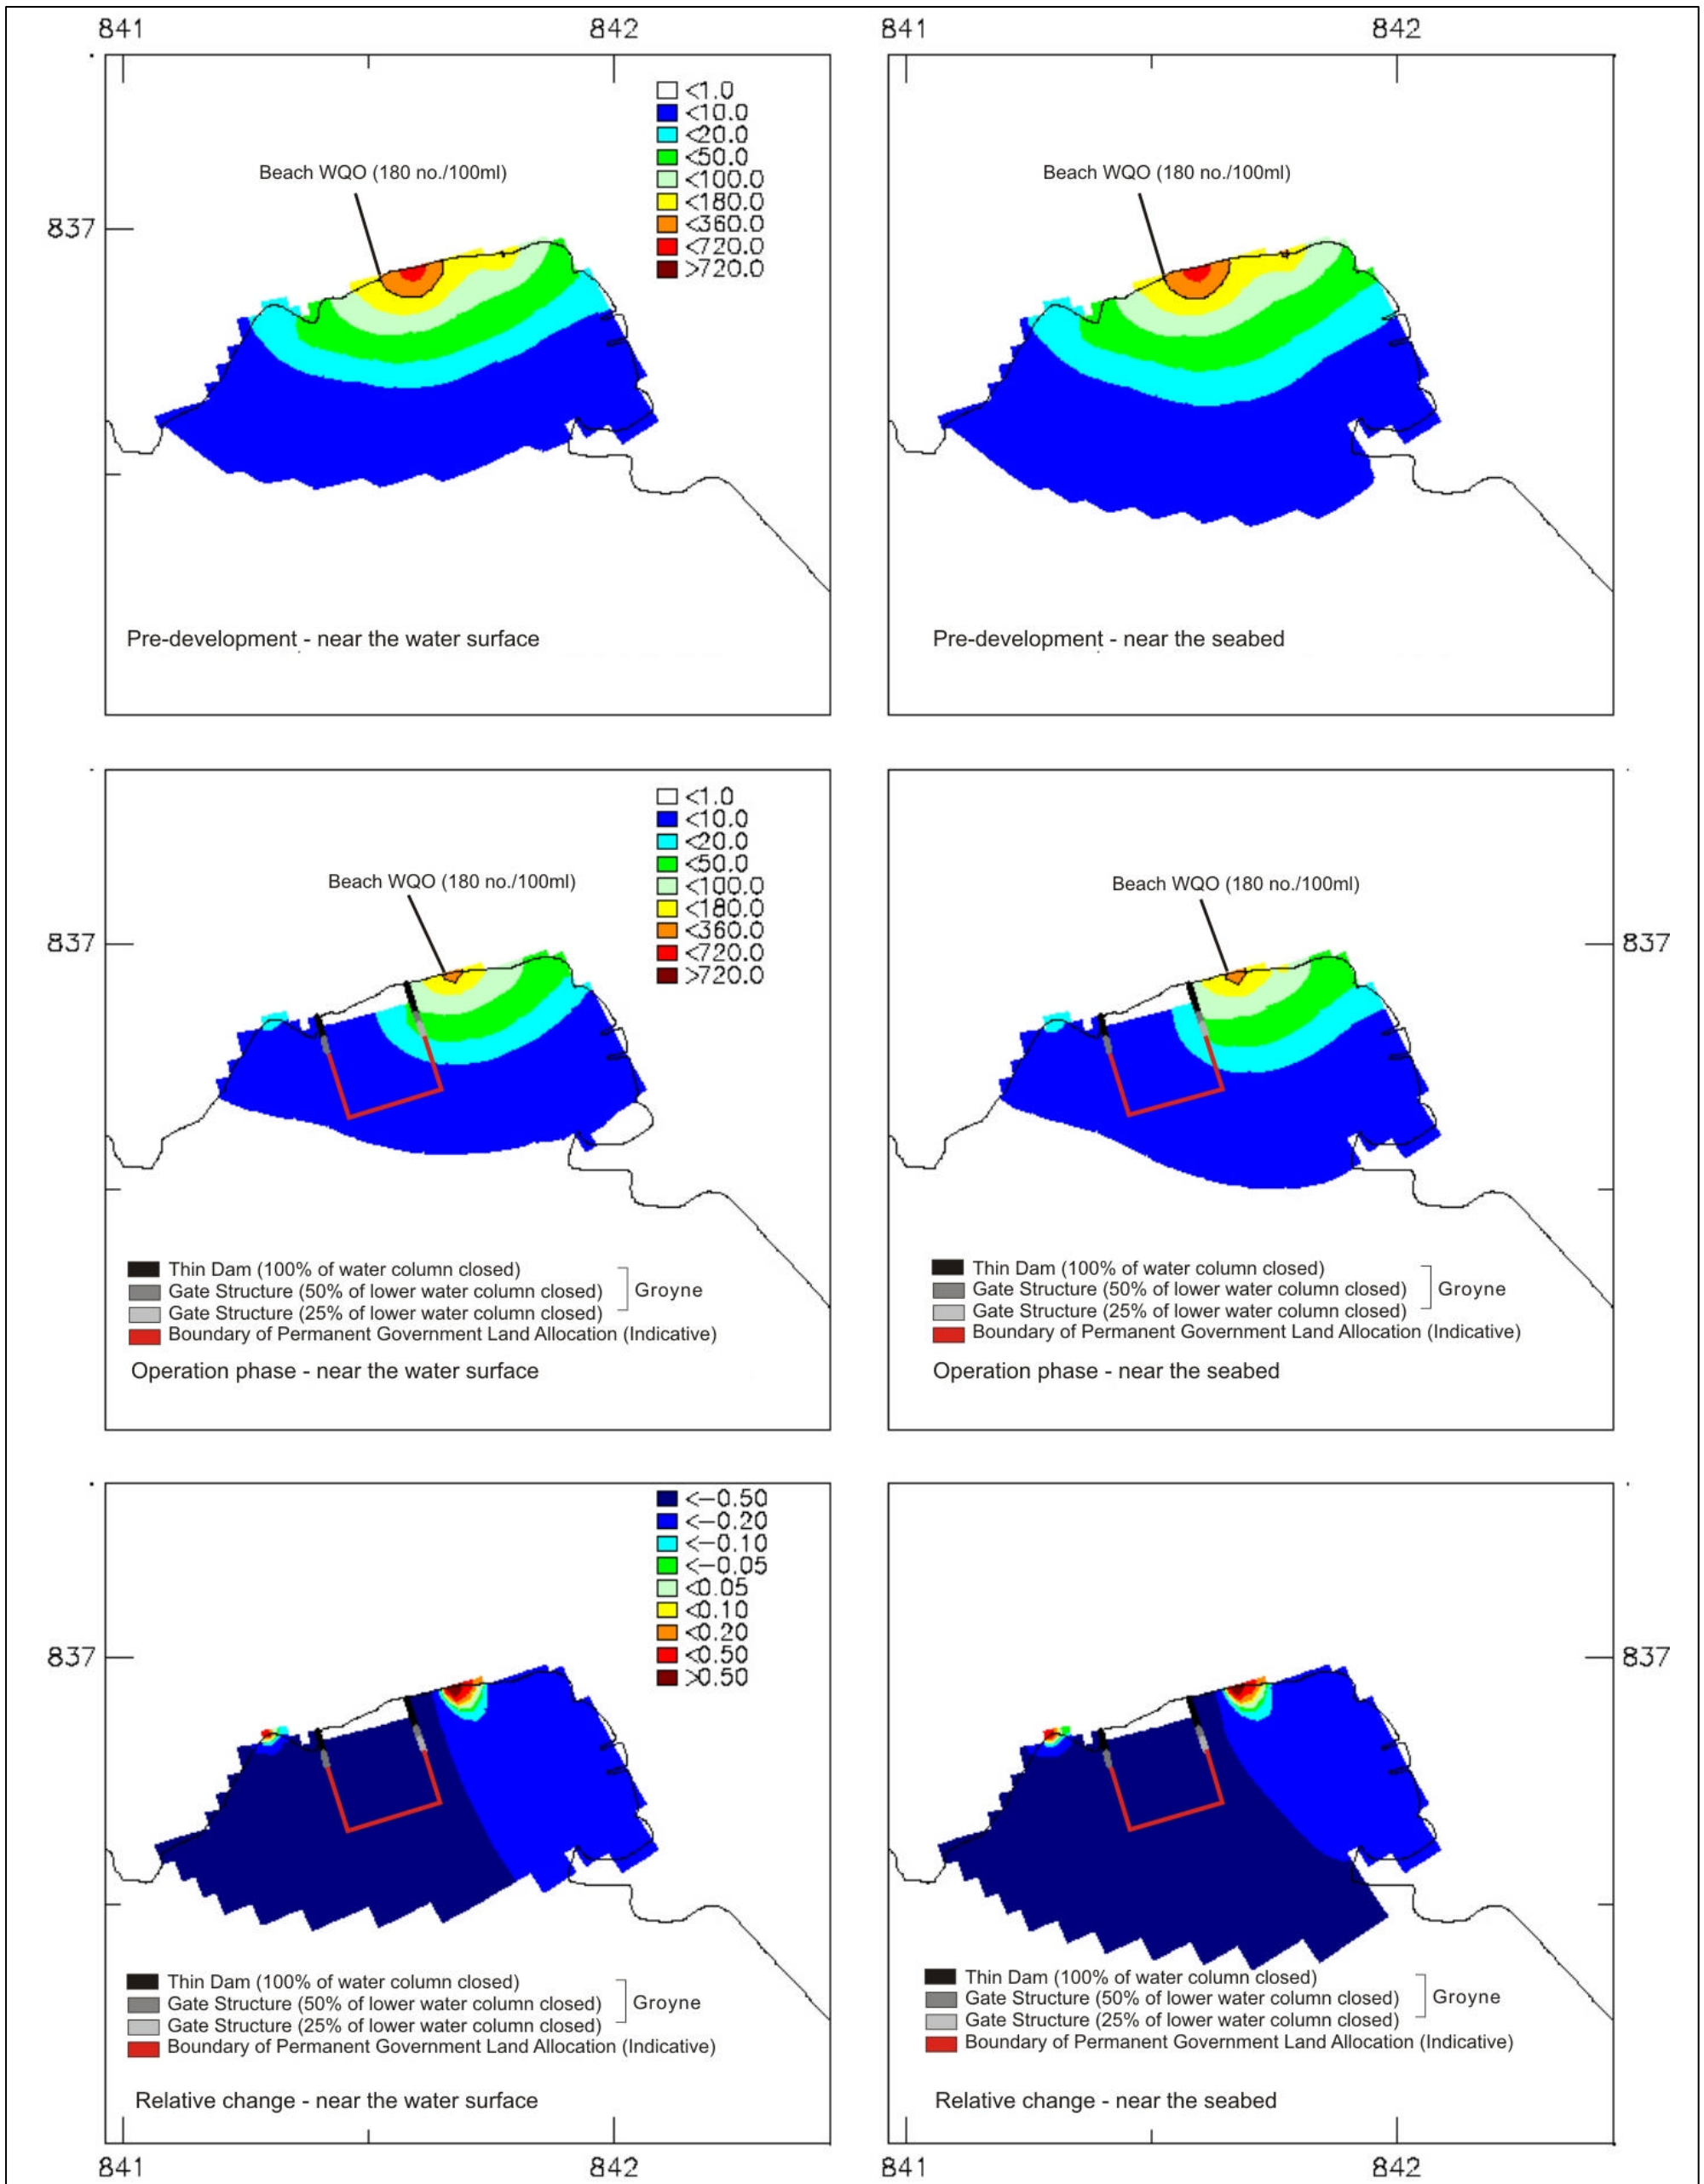 841
842
841
842
<1.0
<10.0
<20.0
<50.0
<100.0
<180.0
<360.0
<720.0
>720.0
Beach WQO (180 no./100ml)
Beach WQO (180 no./100ml)
837
Pre-development - near the water surface
Pre-development - near the seabed
<1.0
<10.0
<20.0
<50.0
<100.0
<180.0
<360.0
<720.0
>720.0
Beach WQO (180 no./100ml)
Beach WQO (180 no./100ml)
837
837
Thin Dam (100% of water column closed)
Gate Structure (50% of lower water column closed)
Groyne
Gate Structure (25% of lower water column closed)
Boundary of Permanent Government Land Allocation (Indicative)
Operation phase - near the water surface
Thin Dam (100% of water column closed)
Gate Structure (50% of lower water column closed)
Groyne
Gate Structure (25% of lower water column closed)
Boundary of Permanent Government Land Allocation (Indicative)
Operation phase - near the seabed
<-0.50
<-0.20
<-0.10
<-0.05
<0.05
<0.10
<0.20
<0.50
>0.50
837
837
Thin Dam (100% of water column closed)
Gate Structure (50% of lower water column closed)
Groyne
Gate Structure (25% of lower water column closed)
Boundary of Permanent Government Land Allocation (Indicative)
Relative change - near the water surface
Thin Dam (100% of water column closed)
Gate Structure (50% of lower water column closed)
Groyne
Gate Structure (25% of lower water column closed)
Boundary of Permanent Government Land Allocation (Indicative)
Relative change - near the seabed
841
842
841
842